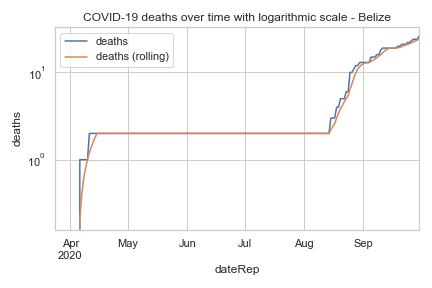 COVID-19 deaths over time with logarithmic scale - Belize
deaths
deaths (rolling)
10¹
10⁰
deaths
Apr
2020
May
Jun
Jul
Aug
Sep
dateRep